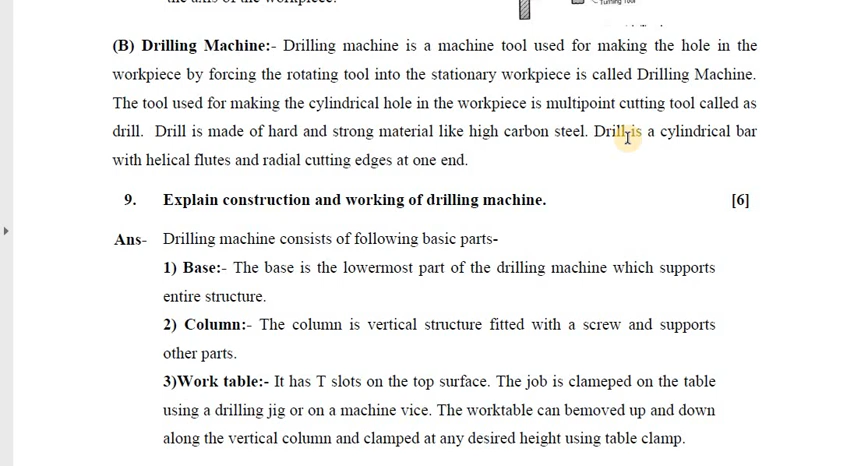 Turning Tool
(B) Drilling Machine:- Drilling machine is a machine tool used for making the hole in the
workpiece by forcing the rotating tool into the stationary workpiece is called Drilling Machine.
The tool used for making the cylindrical hole in the workpiece is multipoint cutting tool called as
drill. Drill is made of hard and strong material like high carbon steel. Drill is a cylindrical bar
with helical flutes and radial cutting edges at one end.
9. Explain construction and working of drilling machine. [6]
Ans- Drilling machine consists of following basic parts-
1) Base:- The base is the lowermost part of the drilling machine which supports
entire structure.
2) Column:- The column is vertical structure fitted with a screw and supports
other parts.
3)Work table:- It has T slots on the top surface. The job is clameped on the table
using a drilling jig or on a machine vice. The worktable can bemoved up and down
along the vertical column and clamped at any desired height using table clamp.